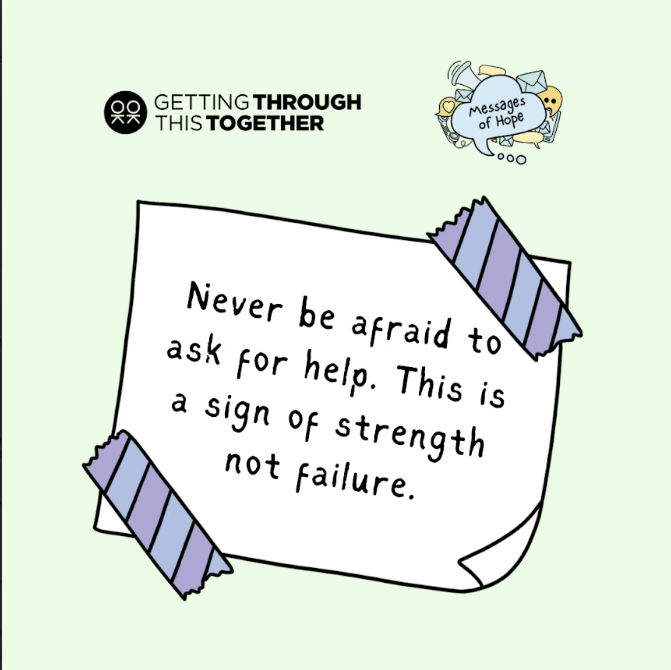 GETTING THROUGH
THIS TOGETHER
Messages
of Hope
Never be afraid to
ask for help. This is
a sign of strength
not failure.